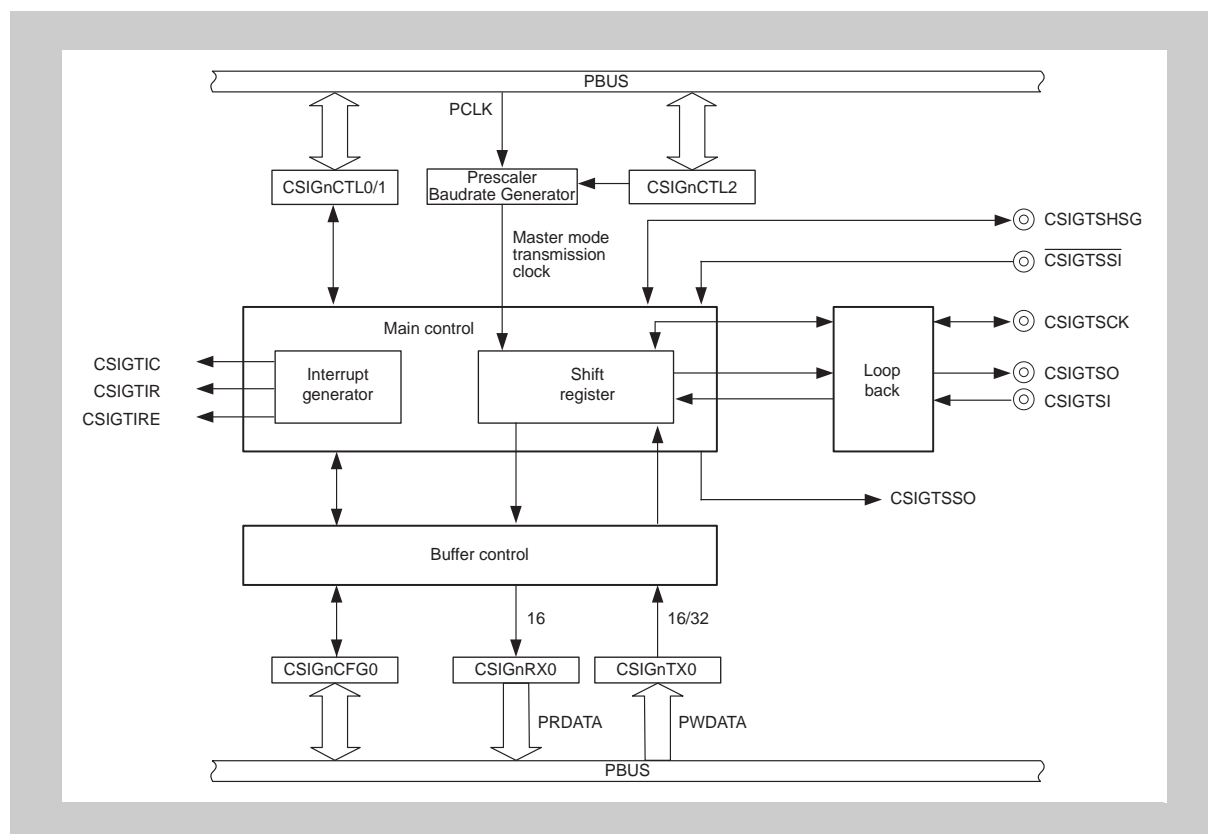 PBUS
PCLK
CSIGnCTL0/1
Prescaler
Baudrate Generator
CSIGnCTL2
CSIGTSHSG
Master mode
transmission
clock
CSIGTSSI
Main control
CSIGTSCK
CSIGTIC
CSIGTIR
CSIGTIRE
Interrupt
generator
Shift
register
Loop
back
CSIGTSO
CSIGTSI
CSIGTSSO
Buffer control
16
16/32
CSIGnCFG0
CSIGnRX0
CSIGnTX0
PRDATA
PWDATA
PBUS